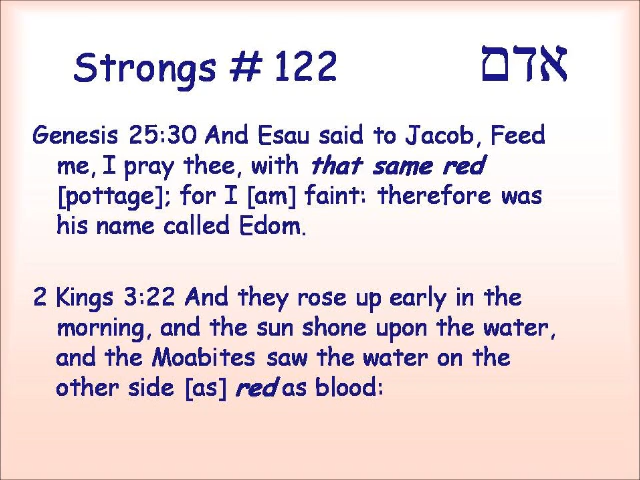 Strongs # 122 אדם
Genesis 25:30 And Esau said to Jacob, Feed
me, I pray thee, with that same red
[pottage]; for I [am] faint: therefore was
his name called Edom.
2 Kings 3:22 And they rose up early in the
morning, and the sun shone upon the water,
and the Moabites saw the water on the
other side [as] red as blood: